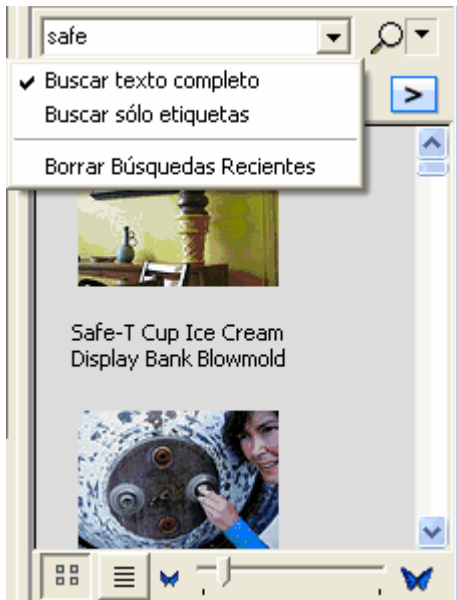 safe
Buscar texto completo
Buscar sólo etiquetas
Borrar Búsquedas Recientes
>
Safe-T Cup Ice Cream
Display Bank Blowmold